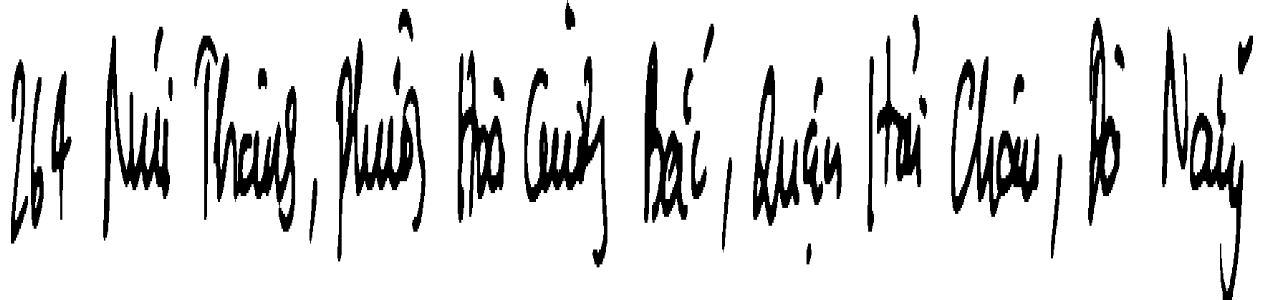 264 Núi Thành, Phường Hòa Cường Bắc, Quận Hải Châu, Đà Nẵng